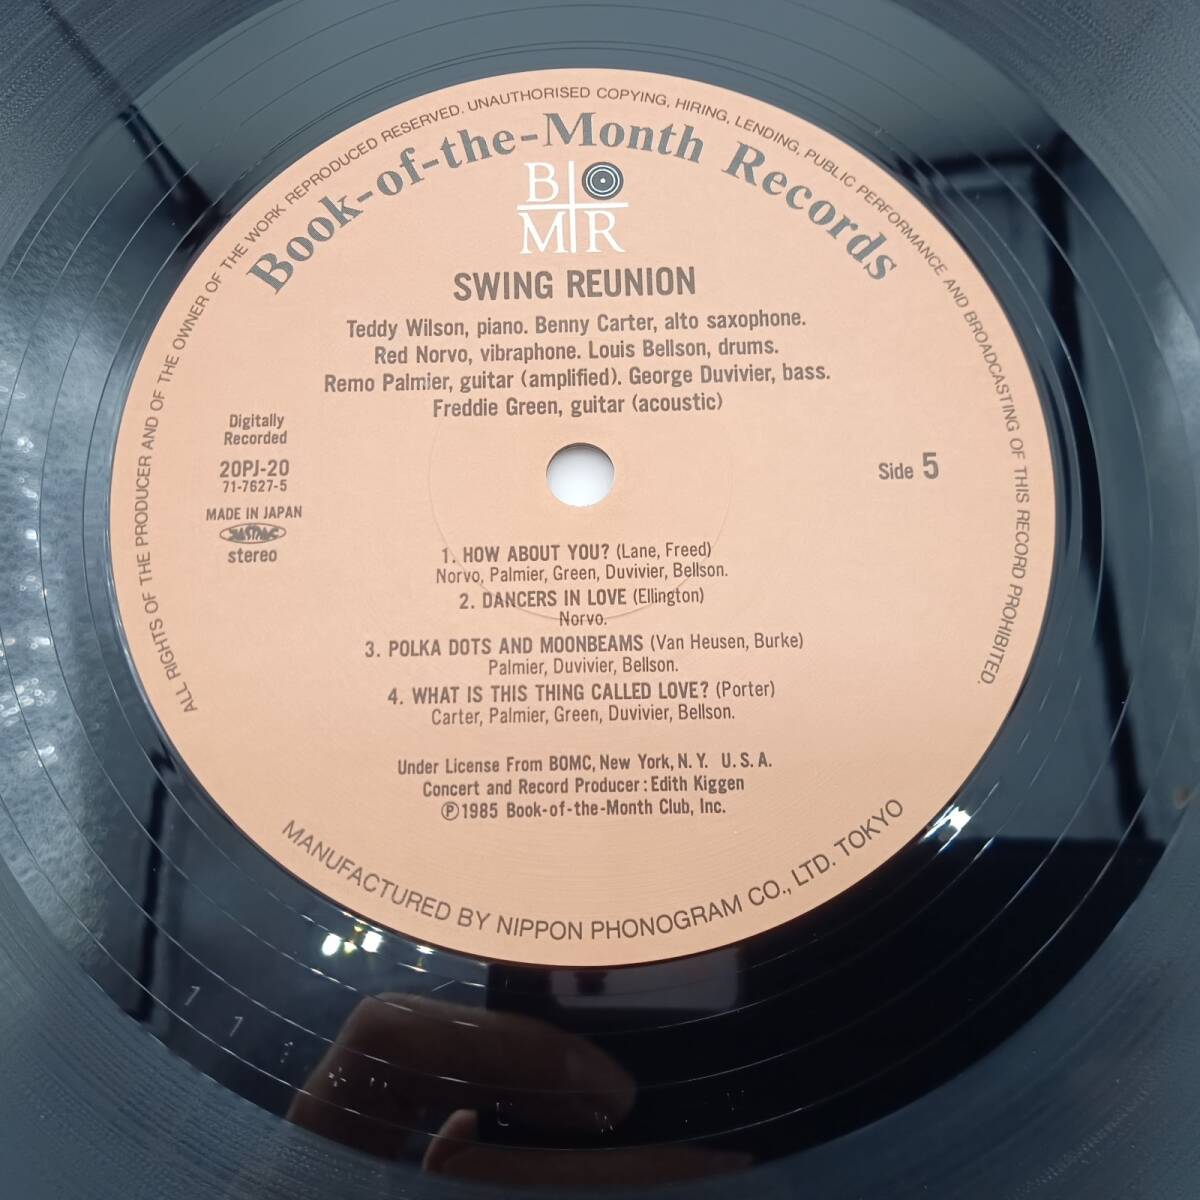 ALL RIGHTS OF THE PRODUCER AND OF THE OWNER OF THE WORK REPRODUCED RESERVED. UNAUTHORISED COPYING, HIRING, LENDING, PUBLIC PERFORMANCE AND BROADCASTING OF THIS RECORD PROHIBITED.
Book-of-the-Month Records
B
M R
SWING REUNION
Teddy Wilson, piano. Benny Carter, alto saxophone.
Red Norvo, vibraphone. Louis Bellson, drums.
Remo Palmier, guitar (amplified). George Duvivier, bass.
Freddie Green, guitar (acoustic)
Digitally
Recorded
20PJ-20
71-7627-5
MADE IN JAPAN
JASRAC
stereo
Side 5
1. HOW ABOUT YOU? (Lane, Freed)
Norvo, Palmier, Green, Duvivier, Bellson.
2. DANCERS IN LOVE (Ellington)
Norvo.
3. POLKA DOTS AND MOONBEAMS (Van Heusen, Burke)
Palmier, Duvivier, Bellson.
4. WHAT IS THIS THING CALLED LOVE? (Porter)
Carter, Palmier, Green, Duvivier, Bellson.
Under License From BOMC, New York, N.Y. U.S.A.
Concert and Record Producer: Edith Kiggen
Ⓟ1985 Book-of-the-Month Club, Inc.
MANUFACTURED BY NIPPON PHONOGRAM CO., LTD. TOKYO